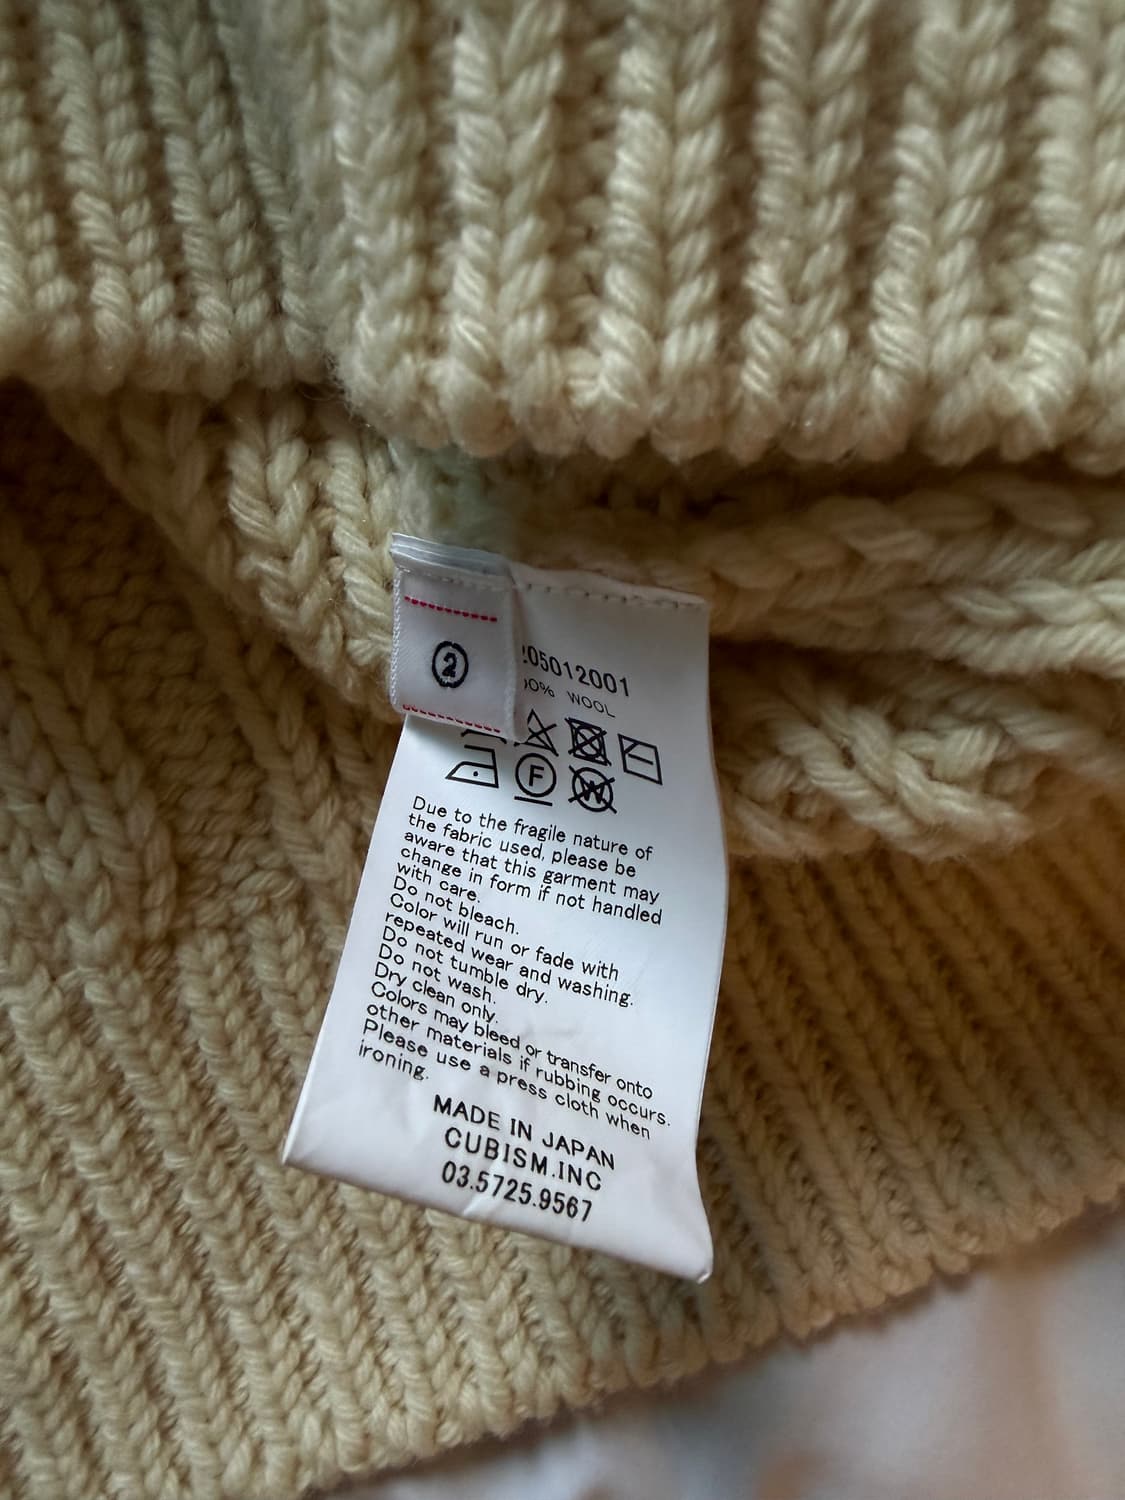 2
05012001
0% WOOL
F
W
Due to the fragile nature of
the fabric used, please be
aware that this garment may
change in form if not handled
with care.
Do not bleach.
Color will run or fade with
repeated wear and washing.
Do not tumble dry.
Do not wash.
Dry clean only.
Colors may bleed or transfer onto
other materials if rubbing occurs.
Please use a press cloth when
ironing.
MADE IN JAPAN
CUBISM.INC
03.5725.9567